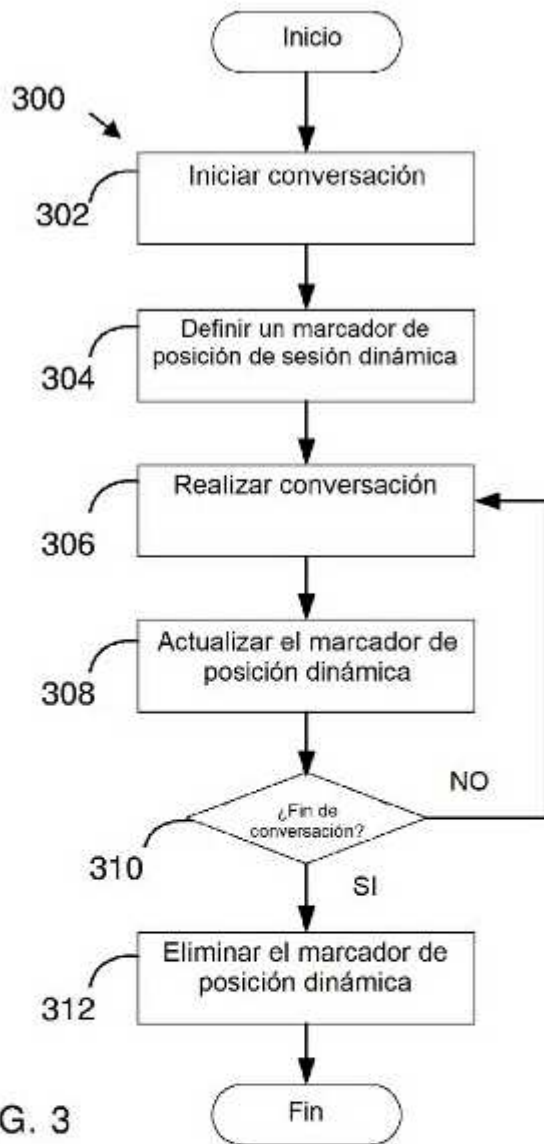 Inicio
300
Iniciar conversación
302
Definir un marcador de
posición de sesión dinámica
304
Realizar conversación
306
Actualizar el marcador de
posición dinámica
308
NO
¿Fin de
conversación?
310
SI
Eliminar el marcador de
posición dinámica
312
G. 3
Fin